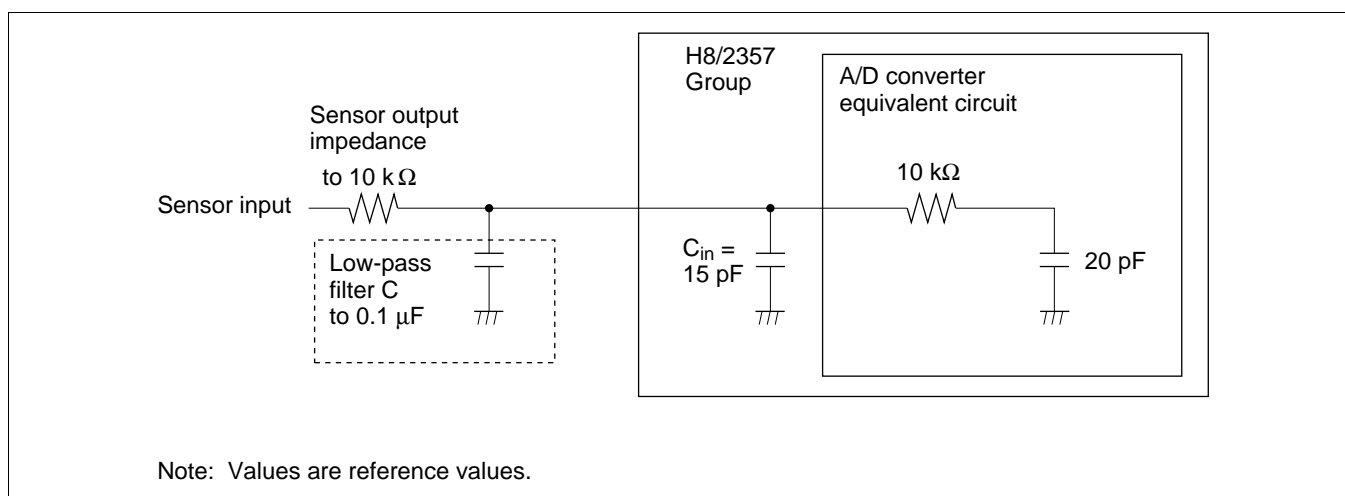 H8/2357
Group
A/D converter
equivalent circuit
Sensor output
impedance
to 10 kΩ
10 kΩ
Sensor input
Low-pass
filter C
to 0.1 μF
Cin =
15 pF
20 pF
Note: Values are reference values.